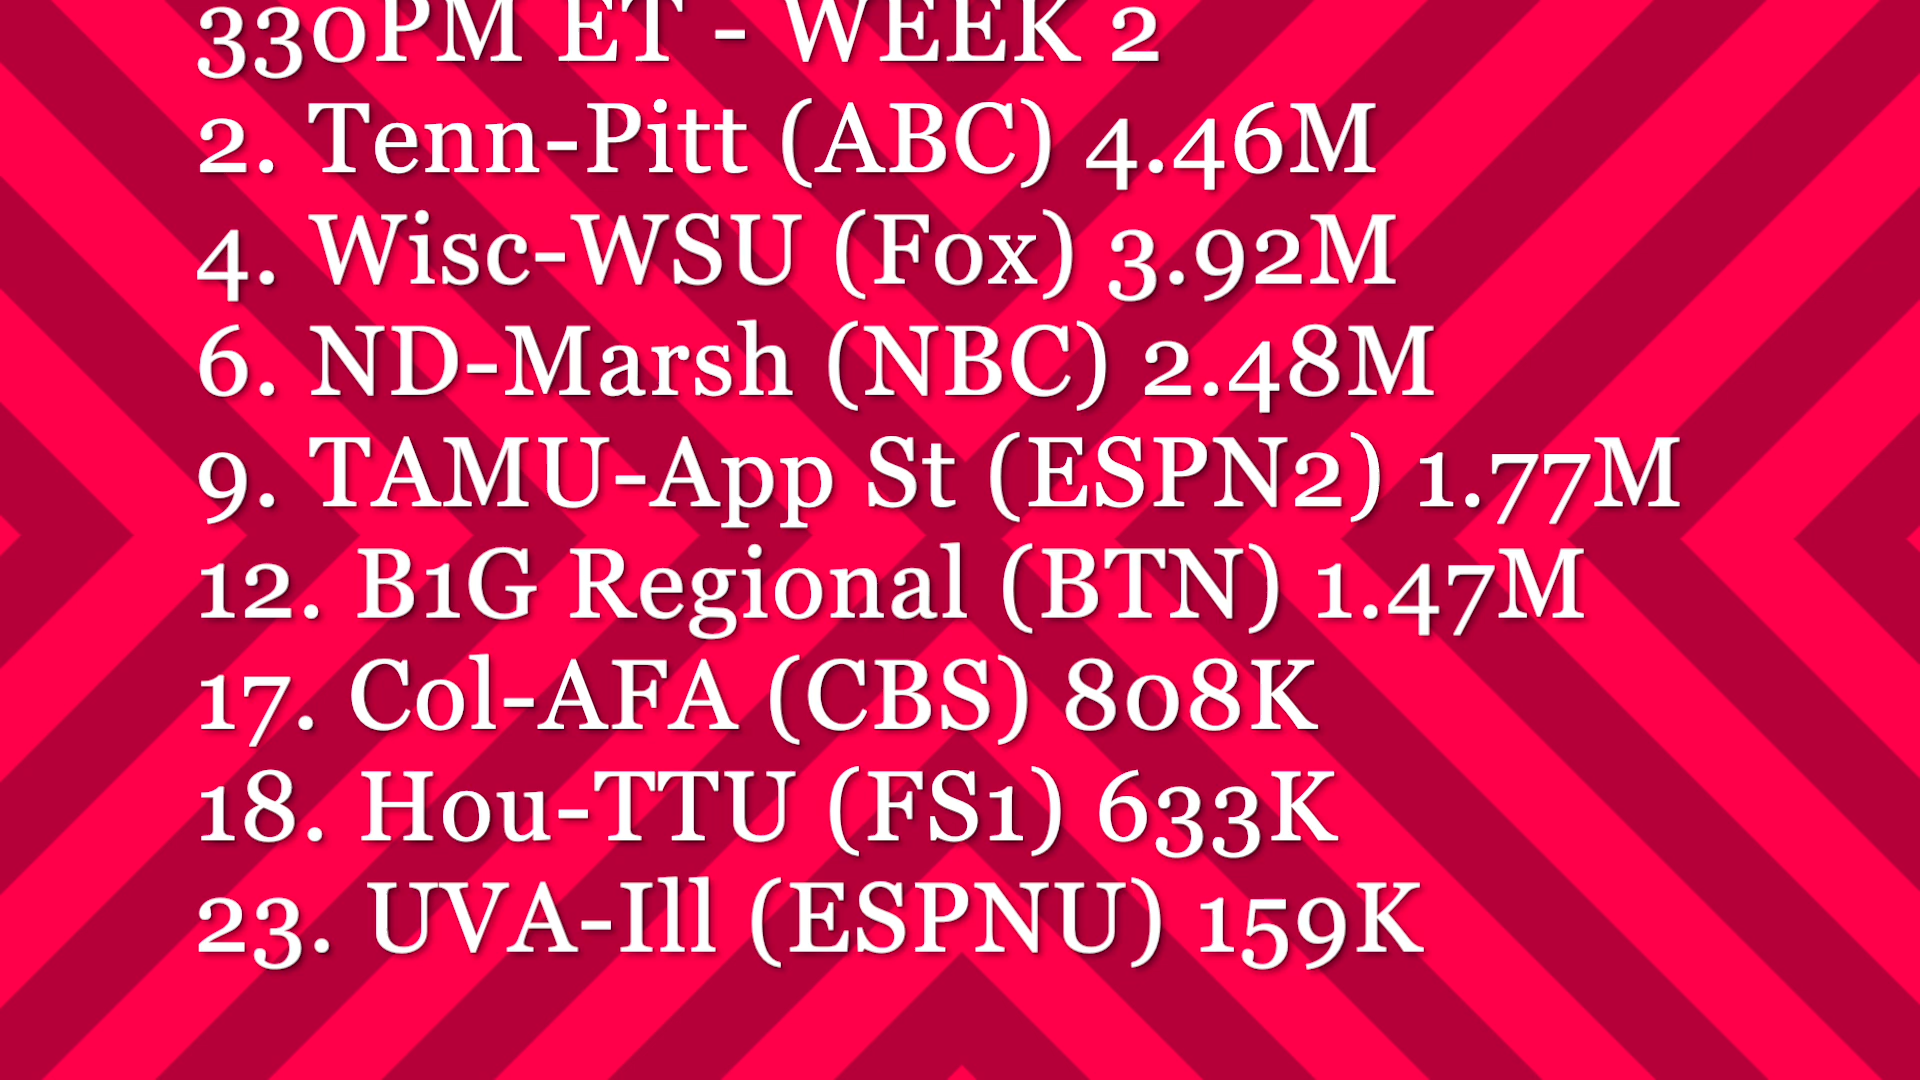 330PM ET - WEEK 2
2. Tenn-Pitt (ABC) 4.46M
4. Wisc-WSU (Fox) 3.92M
6. ND-Marsh (NBC) 2.48M
9. TAMU-App St (ESPN2) 1.77M
12. B1G Regional (BTN) 1.47M
17. Col-AFA (CBS) 808K
18. Hou-TTU (FS1) 633K
23. UVA-Ill (ESPNU) 159K